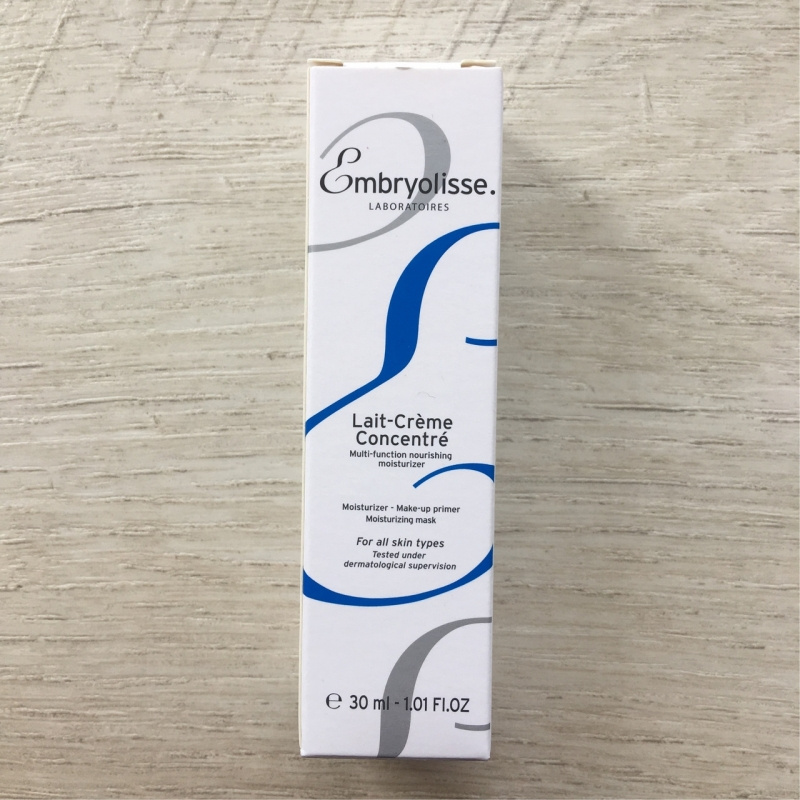 Embryolisse.
LABORATOIRES
Lait-Crème
Concentré
Multi-function nourishing
moisturizer
Moisturizer - Make-up primer
Moisturizing mask
For all skin types
Tested under
dermatological supervision
℮ 30 ml - 1.01 Fl.OZ